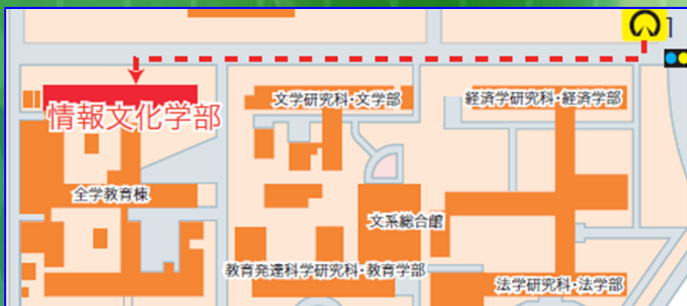 1
情報文化学部
文学研究科・文学部
経済学研究科・経済学部
全学教育棟
文系総合館
教育発達科学研究科・教育学部
法学研究科・法学部